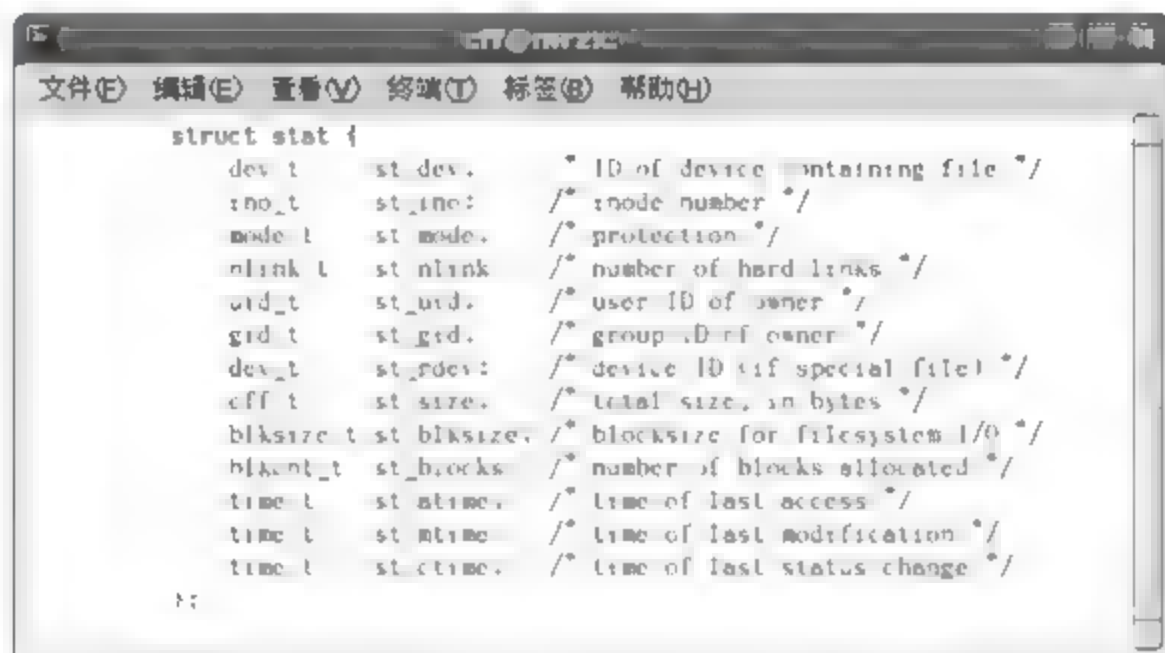 文件(F) 编辑(E) 查看(V) 终端(T) 标签(B) 帮助(H)
struct stat {
dev_t st_dev; /* ID of device containing file */
ino_t st_ino; /* inode number */
mode_t st_mode; /* protection */
nlink_t st_nlink; /* number of hard links */
uid_t st_uid; /* user ID of owner */
gid_t st_gid; /* group ID of owner */
dev_t st_rdev; /* device ID (if special file) */
off_t st_size; /* total size, in bytes */
blksize_t st_blksize; /* blocksize for filesystem I/O */
blkcnt_t st_blocks; /* number of blocks allocated */
time_t st_atime; /* time of last access */
time_t st_mtime; /* time of last modification */
time_t st_ctime; /* time of last status change */
};